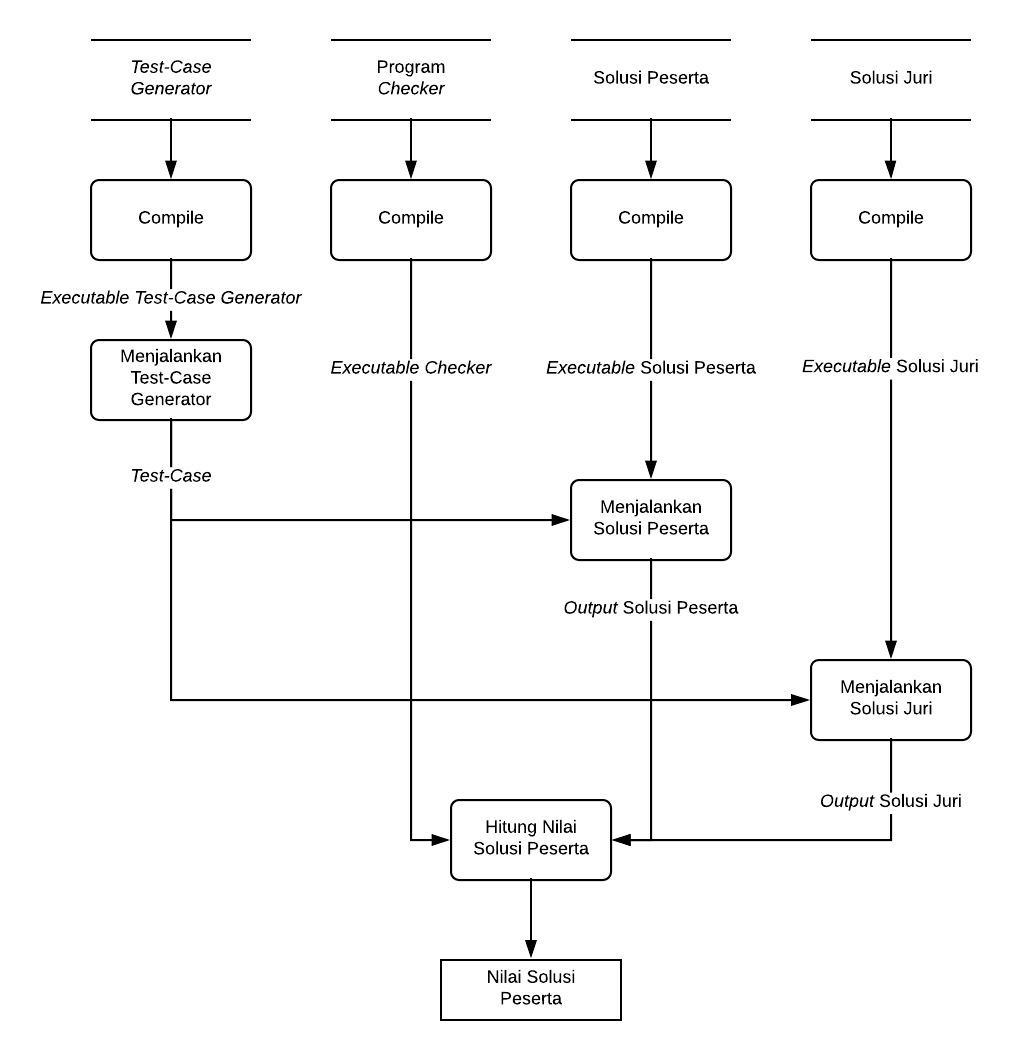 Test-Case
Generator
Program
Checker
Solusi Peserta
Solusi Juri
Compile
Compile
Compile
Compile
Executable Test-Case Generator
Menjalankan
Test-Case
Generator
Executable Checker
Executable Solusi Peserta
Executable Solusi Juri
Test-Case
Menjalankan
Solusi Peserta
Output Solusi Peserta
Menjalankan
Solusi Juri
Output Solusi Juri
Hitung Nilai
Solusi Peserta
Nilai Solusi
Peserta